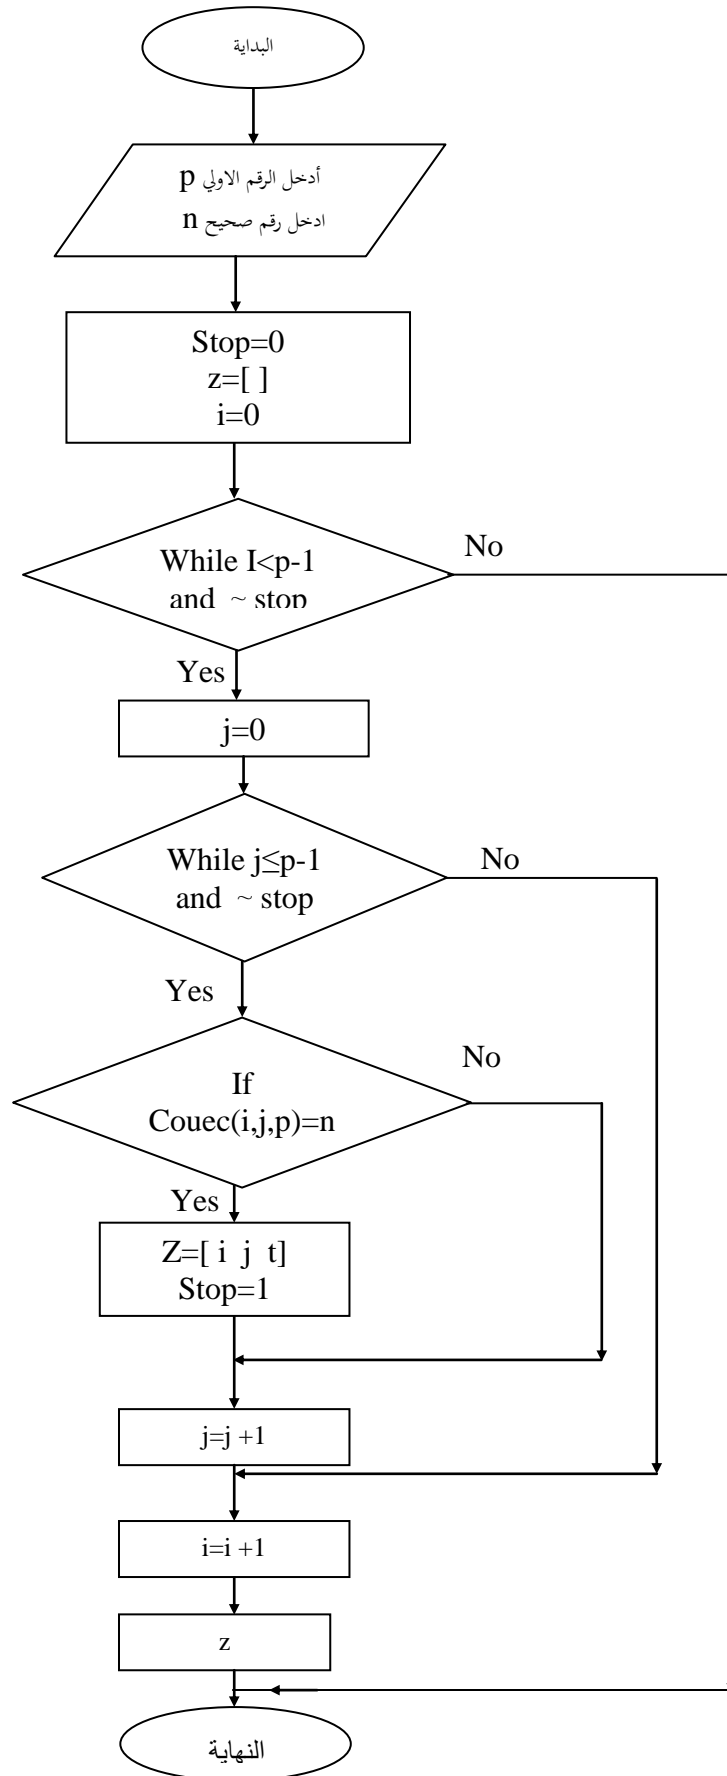 البداية
أدخل الرقم الاولي p
ادخل رقم صحيح n
Stop=0
z=[ ]
i=0
While I<p-1
and ~ stop
No
Yes
j=0
While j≤p-1
and ~ stop
No
Yes
If
Couec(i,j,p)=n
No
Yes
Z=[ i j t]
Stop=1
j=j +1
i=i +1
z
النهاية